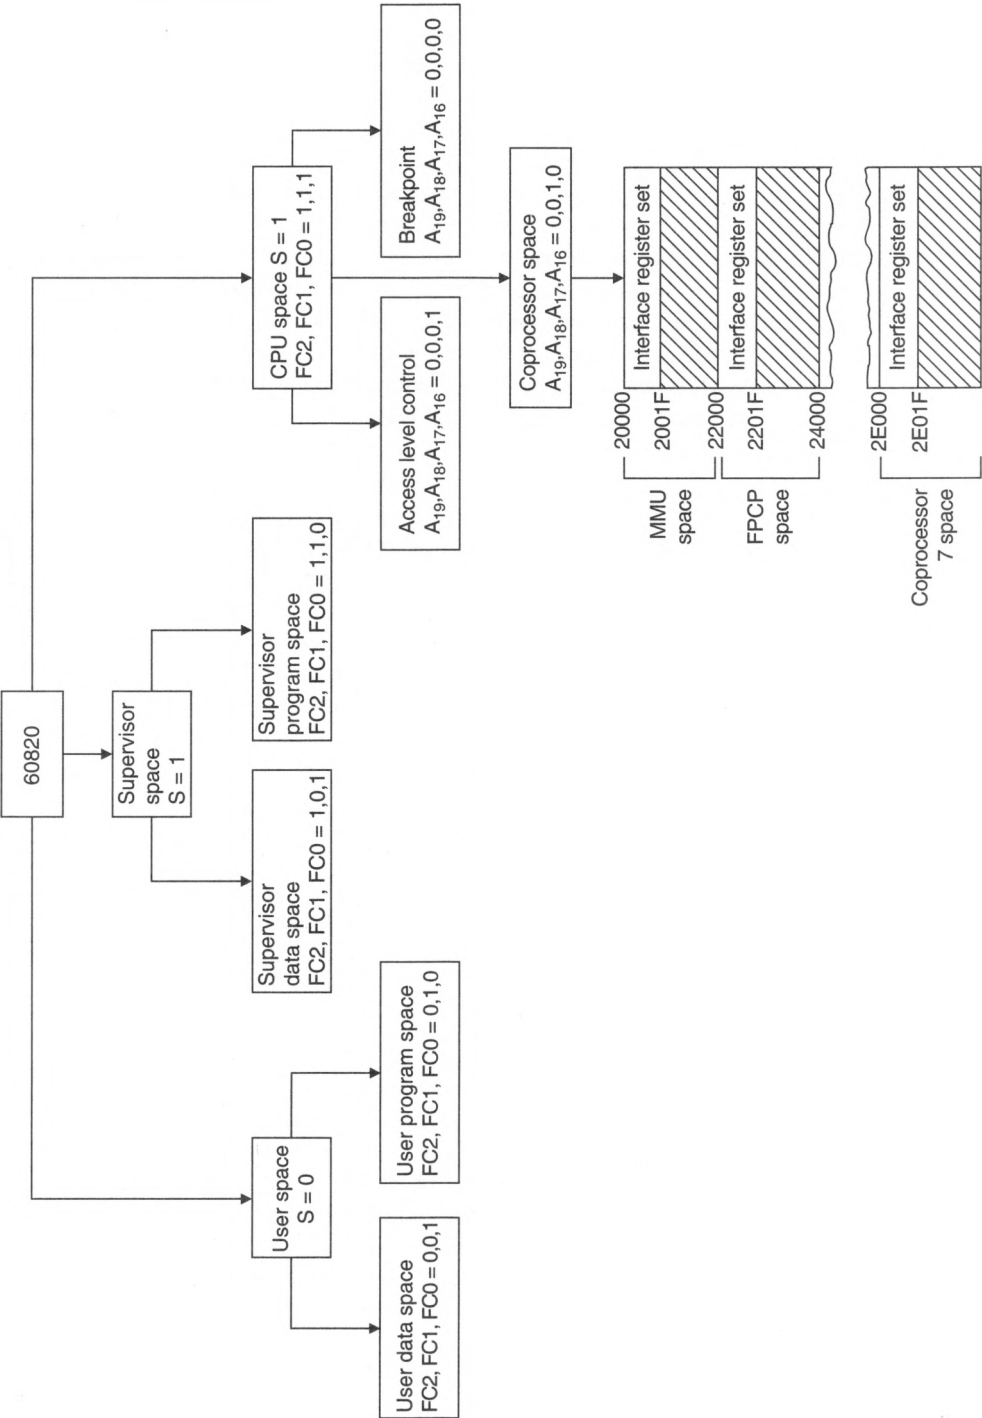 60820
User space
S = 0
User data space
FC2, FC1, FC0 = 0,0,1
User program space
FC2, FC1, FC0 = 0,1,0
Supervisor
space
S = 1
Supervisor
data space
FC2, FC1, FC0 = 1,0,1
Supervisor
program space
FC2, FC1, FC0 = 1,1,0
CPU space S = 1
FC2, FC1, FC0 = 1,1,1
Access level control
A19,A18,A17,A16 = 0,0,0,1
Breakpoint
A19,A18,A17,A16 = 0,0,0,0
Coprocessor space
A19,A18,A17,A16 = 0,0,1,0
MMU
space
20000
2001F
Interface register set
FPCP
space
22000
2201F
24000
Interface register set
Coprocessor
7 space
2E000
2E01F
Interface register set